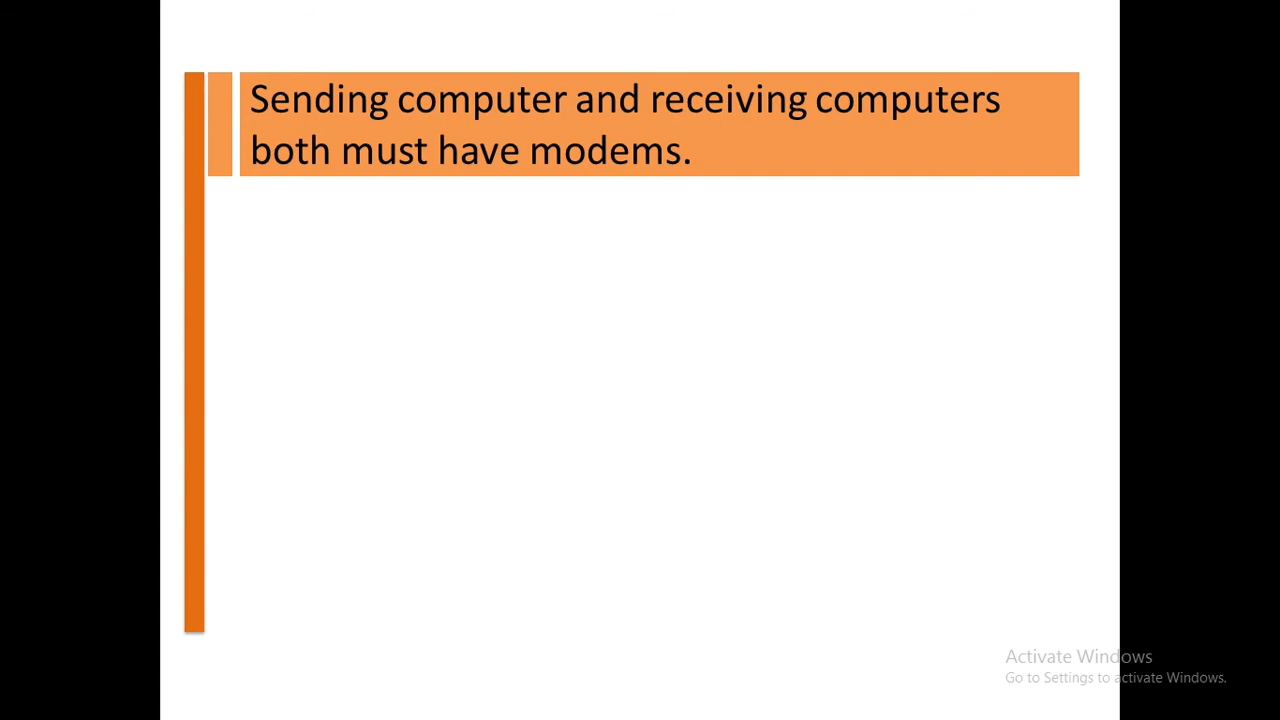 Sending computer and receiving computers
both must have modems.
Activate Windows
Go to Settings to activate Windows.